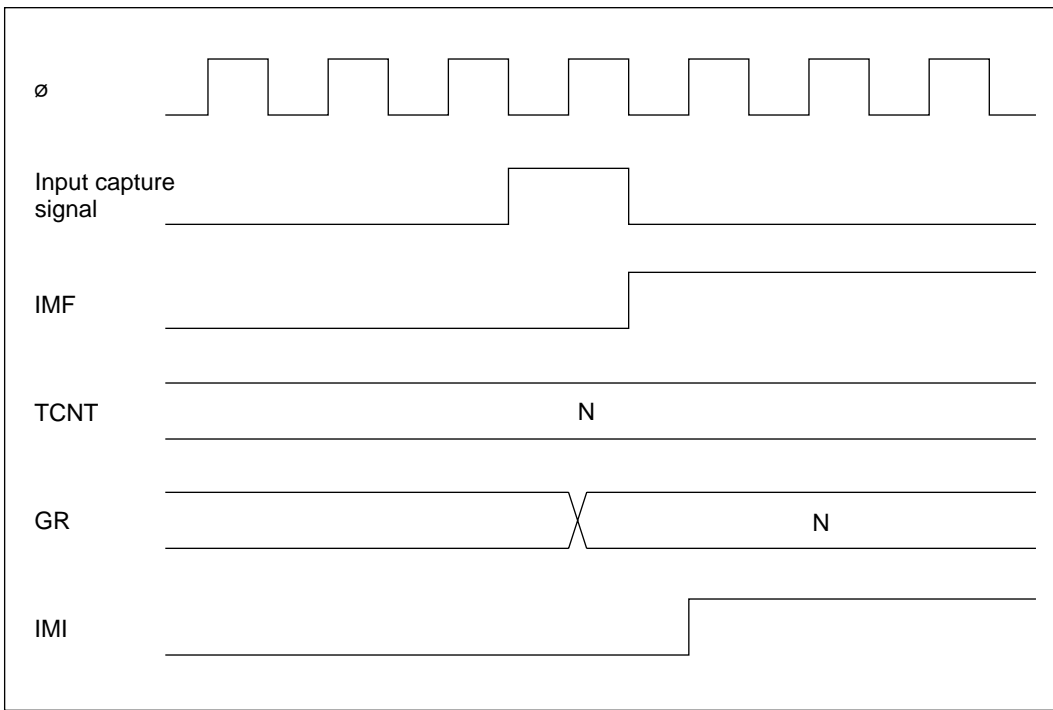 ø
Input capture
signal
IMF
TCNT
N
GR
N
IMI